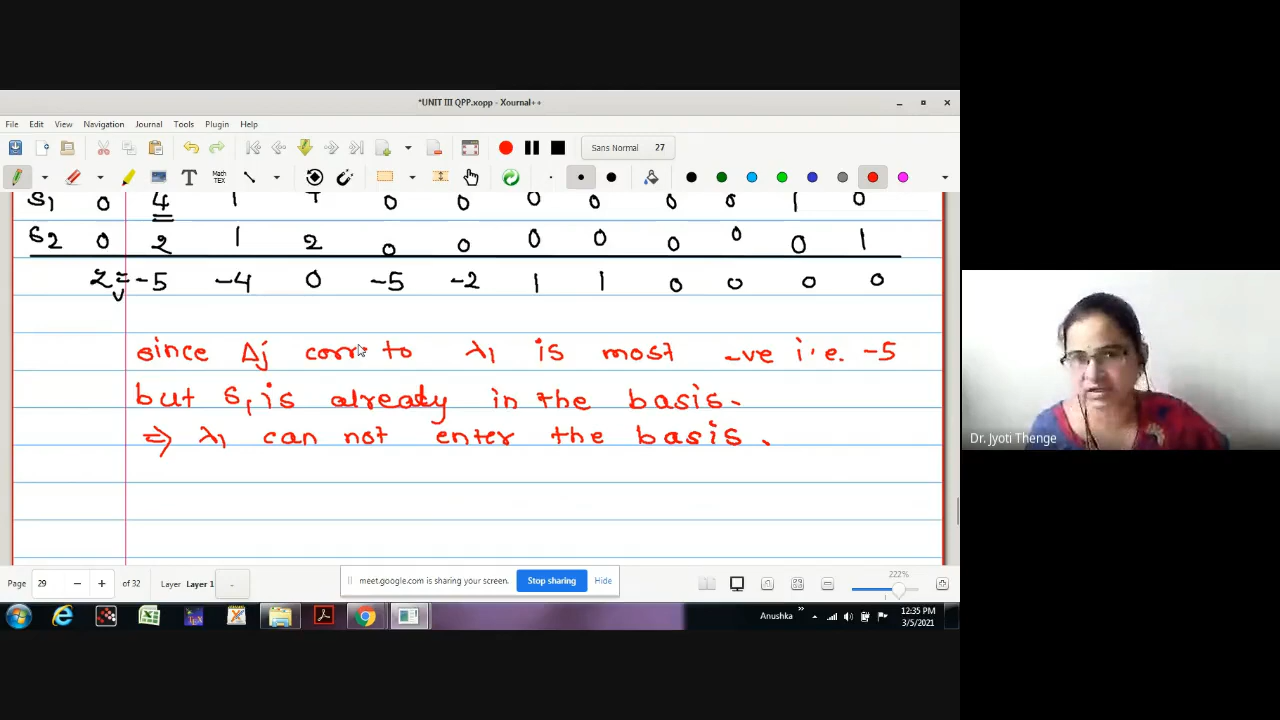 *UNIT III QPP.xopp - Xournal++
File Edit View Navigation Journal Tools Plugin Help
Sans Normal 27
Math TEX
S1 0 4 1 4 0 0 0 0 0 0 1 0
S2 0 2 1 2 0 0 0 0 0 0 0 1
Zv = -5 -4 0 -5 -2 1 1 0 0 0 0
since Δj corr to λ1 is most -ve i.e. -5
but S1 is already in the basis.
⇒ λ1 can not enter the basis.
Dr. Jyoti Thenge
Page 29 of 32 Layer Layer 1 222%
meet.google.com is sharing your screen. Stop sharing Hide
Anushka 12:35 PM
3/5/2021